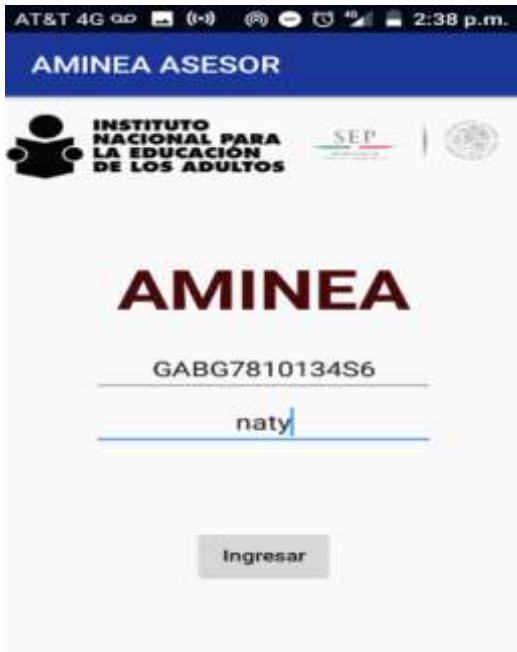 AT&T 4G 2:38 p.m.
AMINEA ASESOR
INSTITUTO
NACIONAL PARA
LA EDUCACIÓN
DE LOS ADULTOS
SEP
AMINEA
GABG7810134S6
naty
Ingresar